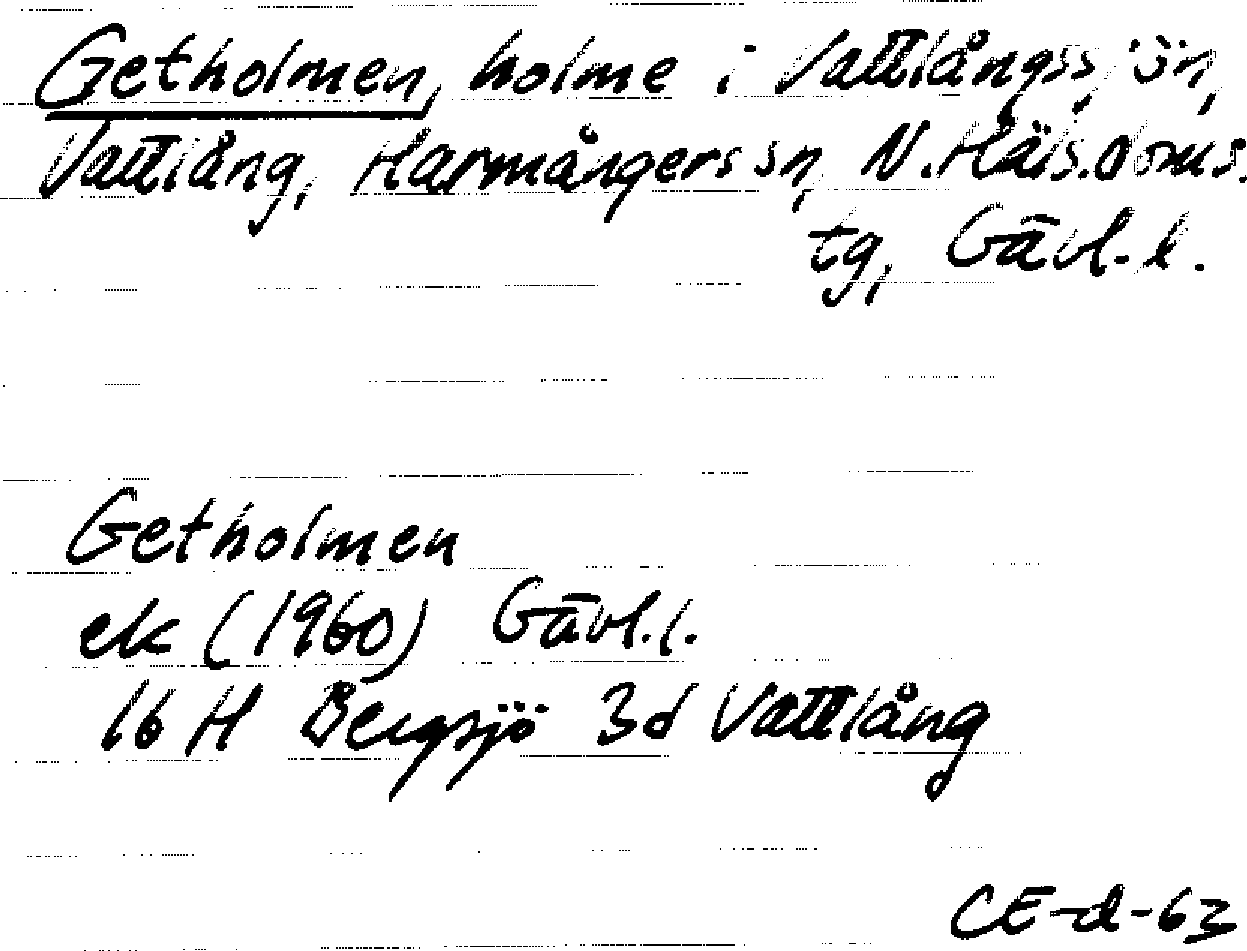 Getholmen, holme i Vattlångssjön,
Vattlång, Harmångers sn, N. Häls. doms.
tg, Gävl. l.
Getholmen
ek (1960) Gävl. l.
16 H Bergsjö 3d Vattlång
CE-d-63